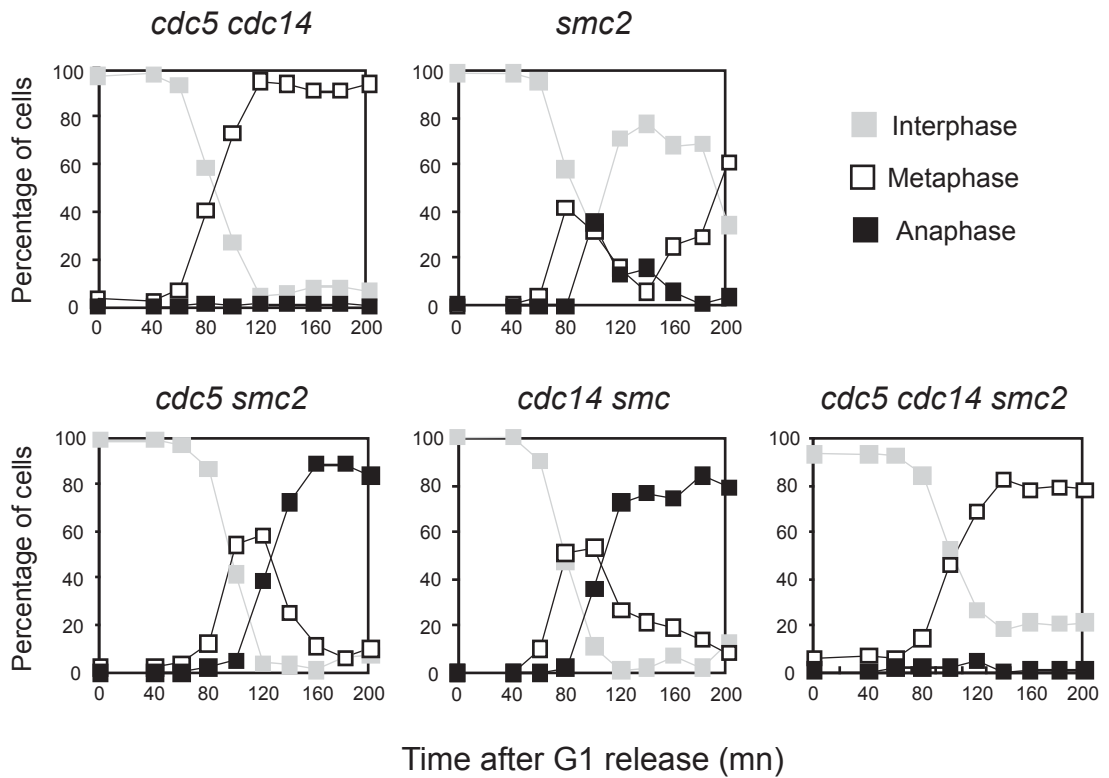 cdc5 cdc14
smc2
Percentage of cells
100
80
60
40
20
0
0 40 80 120 160 200
100
80
60
40
20
0
0 40 80 120 160 200
Interphase
Metaphase
Anaphase
cdc5 smc2
cdc14 smc
cdc5 cdc14 smc2
Percentage of cells
100
80
60
40
20
0
0 40 80 120 160 200
100
80
60
40
20
0
0 40 80 120 160 200
100
80
60
40
20
0
0 40 80 120 160 200
Time after G1 release (mn)